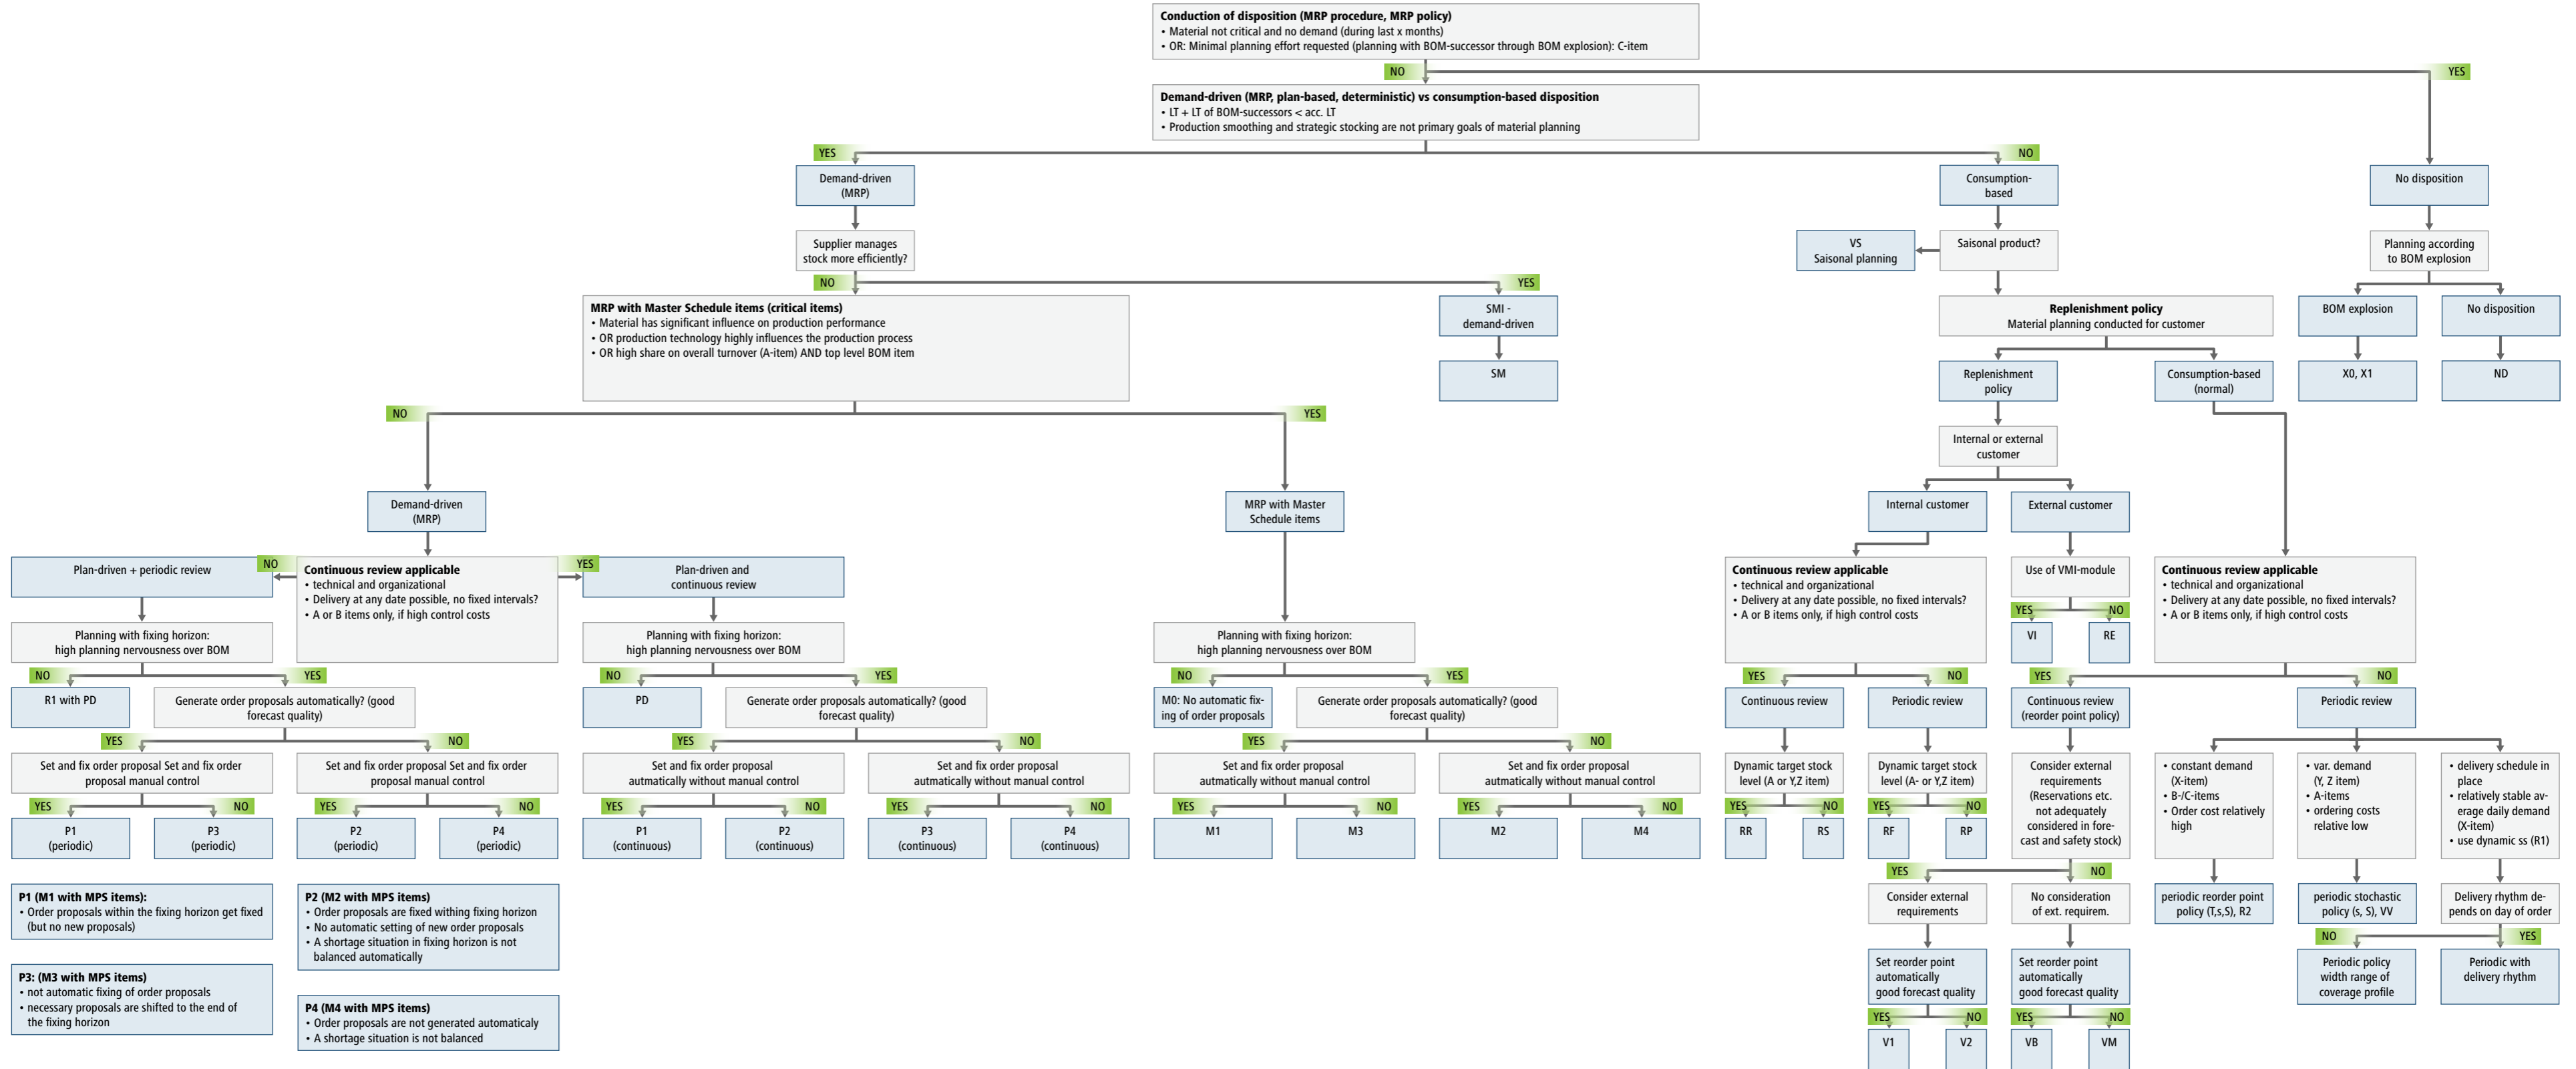 Conduction of disposition (MRP procedure, MRP policy)
• Material not critical and no demand (during last x months)
• OR: Minimal planning effort requested (planning with BOM-successor through BOM explosion): C-item
NO
YES
Demand-driven (MRP, plan-based, deterministic) vs consumption-based disposition
• LT + LT of BOM-successors < acc. LT
• Production smoothing and strategic stocking are not primary goals of material planning
YES
NO
Demand-driven
(MRP)
Consumption-
based
No disposition
Supplier manages
stock more efficiently?
VS
Saisonal planning
Saisonal product?
Planning according
to BOM explosion
NO
YES
MRP with Master Schedule items (critical items)
• Material has significant influence on production performance
• OR production technology highly influences the production process
• OR high share on overall turnover (A-item) AND top level BOM item
SMI -
demand-driven
Replenishment policy
Material planning conducted for customer
BOM explosion
No disposition
SM
Replenishment
policy
Consumption-based
(normal)
X0, X1
ND
NO
YES
Internal or external
customer
Demand-driven
(MRP)
MRP with Master
Schedule items
Internal customer
External customer
Plan-driven + periodic review
NO
Continuous review applicable
• technical and organizational
• Delivery at any date possible, no fixed intervals?
• A or B items only, if high control costs
YES
Plan-driven and
continuous review
Continuous review applicable
• technical and organizational
• Delivery at any date possible, no fixed intervals?
• A or B items only, if high control costs
Use of VMI-module
YES
NO
VI
RE
Continuous review applicable
• technical and organizational
• Delivery at any date possible, no fixed intervals?
• A or B items only, if high control costs
Planning with fixing horizon:
high planning nervousness over BOM
Planning with fixing horizon:
high planning nervousness over BOM
Planning with fixing horizon:
high planning nervousness over BOM
NO
YES
NO
YES
NO
YES
YES
NO
YES
NO
R1 with PD
Generate order proposals automatically? (good
forecast quality)
PD
Generate order proposals automatically? (good
forecast quality)
M0: No automatic fix-
ing of order proposals
Generate order proposals automatically? (good
forecast quality)
Continuous review
Periodic review
Continuous review
(reorder point policy)
Periodic review
YES
NO
YES
NO
YES
NO
Set and fix order proposal Set and fix order
proposal manual control
Set and fix order proposal Set and fix order
proposal manual control
Set and fix order proposal
autmatically without manual control
Set and fix order proposal
autmatically without manual control
Set and fix order proposal
autmatically without manual control
Set and fix order proposal
autmatically without manual control
Dynamic target stock
level (A or Y,Z item)
Dynamic target stock
level (A- or Y,Z item)
Consider external
requirements
(Reservations etc.
not adequately
considered in fore-
cast and safety stock)
• constant demand
(X-item)
• B-/C-items
• Order cost relatively
high
• var. demand
(Y, Z item)
• A-items
• ordering costs
relative low
• delivery schedule in
place
• relatively stable av-
erage daily demand
(X-item)
• use dynamic ss (R1)
YES
NO
YES
NO
YES
NO
YES
NO
YES
NO
YES
NO
YES
NO
YES
NO
P1
(periodic)
P3
(periodic)
P2
(periodic)
P4
(periodic)
P1
(continuous)
P2
(continuous)
P3
(continuous)
P4
(continuous)
M1
M3
M2
M4
RR
RS
RF
RP
YES
NO
P1 (M1 with MPS items):
• Order proposals within the fixing horizon get fixed
(but no new proposals)
P2 (M2 with MPS items)
• Order proposals are fixed withing fixing horizon
• No automatic setting of new order proposals
• A shortage situation in fixing horizon is not
balanced automatically
Consider external
requirements
No consideration
of ext. requirem.
periodic reorder point
policy (T,s,S), R2
periodic stochastic
policy (s, S), VV
Delivery rhythm de-
pends on day of order
NO
YES
P3: (M3 with MPS items)
• not automatic fixing of order proposals
• necessary proposals are shifted to the end of
the fixing horizon
P4 (M4 with MPS items)
• Order proposals are not generated automaticaly
• A shortage situation is not balanced
Set reorder point
automatically
good forecast quality
Set reorder point
automatically
good forecast quality
Periodic policy
width range of
coverage profile
Periodic with
delivery rhythm
YES
NO
YES
NO
V1
V2
VB
VM